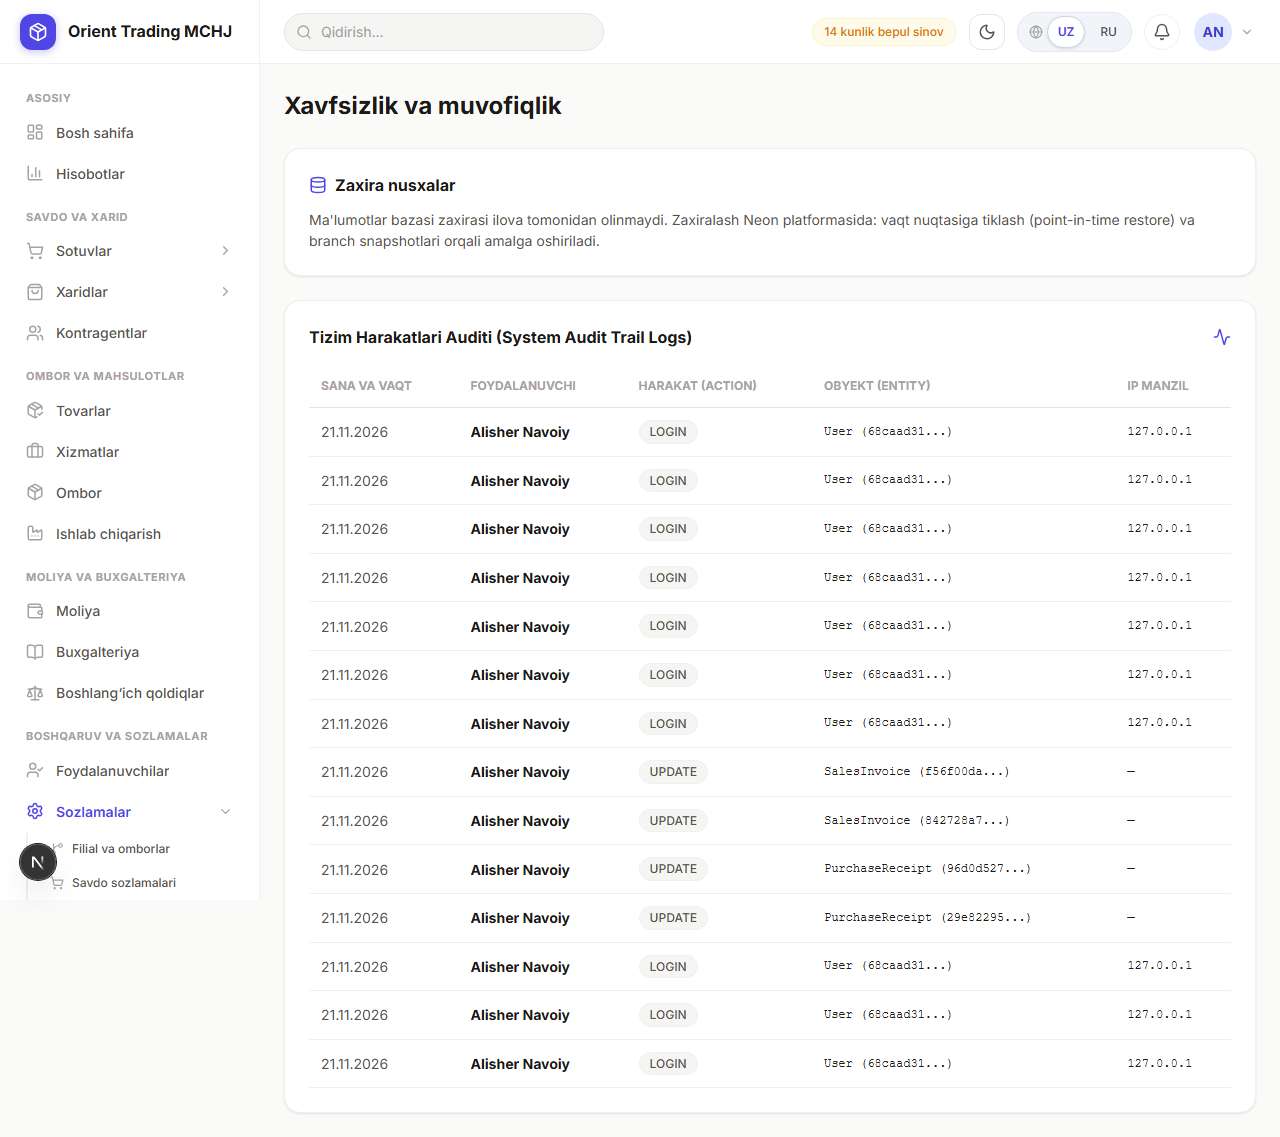 Orient Trading MCHJ
Qidirish...
14 kunlik bepul sinov
UZ
RU
AN
ASOSIY
Bosh sahifa
Hisobotlar
SAVDO VA XARID
Sotuvlar
Xaridlar
Kontragentlar
OMBOR VA MAHSULOTLAR
Tovarlar
Xizmatlar
Ombor
Ishlab chiqarish
MOLIYA VA BUXGALTERIYA
Moliya
Buxgalteriya
Boshlang‘ich qoldiqlar
BOSHQARUV VA SOZLAMALAR
Foydalanuvchilar
Sozlamalar
Filial va omborlar
N
Savdo sozlamalari
Xavfsizlik va muvofiqlik
Zaxira nusxalar
Ma'lumotlar bazasi zaxirasi ilova tomonidan olinmaydi. Zaxiralash Neon platformasida: vaqt nuqtasiga tiklash (point-in-time restore) va
branch snapshotlari orqali amalga oshiriladi.
Tizim Harakatlari Auditi (System Audit Trail Logs)
SANA VA VAQT FOYDALANUVCHI HARAKAT (ACTION) OBYEKT (ENTITY) IP MANZIL
21.11.2026 Alisher Navoiy LOGIN User (68caad31...) 127.0.0.1
21.11.2026 Alisher Navoiy LOGIN User (68caad31...) 127.0.0.1
21.11.2026 Alisher Navoiy LOGIN User (68caad31...) 127.0.0.1
21.11.2026 Alisher Navoiy LOGIN User (68caad31...) 127.0.0.1
21.11.2026 Alisher Navoiy LOGIN User (68caad31...) 127.0.0.1
21.11.2026 Alisher Navoiy LOGIN User (68caad31...) 127.0.0.1
21.11.2026 Alisher Navoiy LOGIN User (68caad31...) 127.0.0.1
21.11.2026 Alisher Navoiy UPDATE SalesInvoice (f56f00da...) —
21.11.2026 Alisher Navoiy UPDATE SalesInvoice (842728a7...) —
21.11.2026 Alisher Navoiy UPDATE PurchaseReceipt (96d0d527...) —
21.11.2026 Alisher Navoiy UPDATE PurchaseReceipt (29e82295...) —
21.11.2026 Alisher Navoiy LOGIN User (68caad31...) 127.0.0.1
21.11.2026 Alisher Navoiy LOGIN User (68caad31...) 127.0.0.1
21.11.2026 Alisher Navoiy LOGIN User (68caad31...) 127.0.0.1